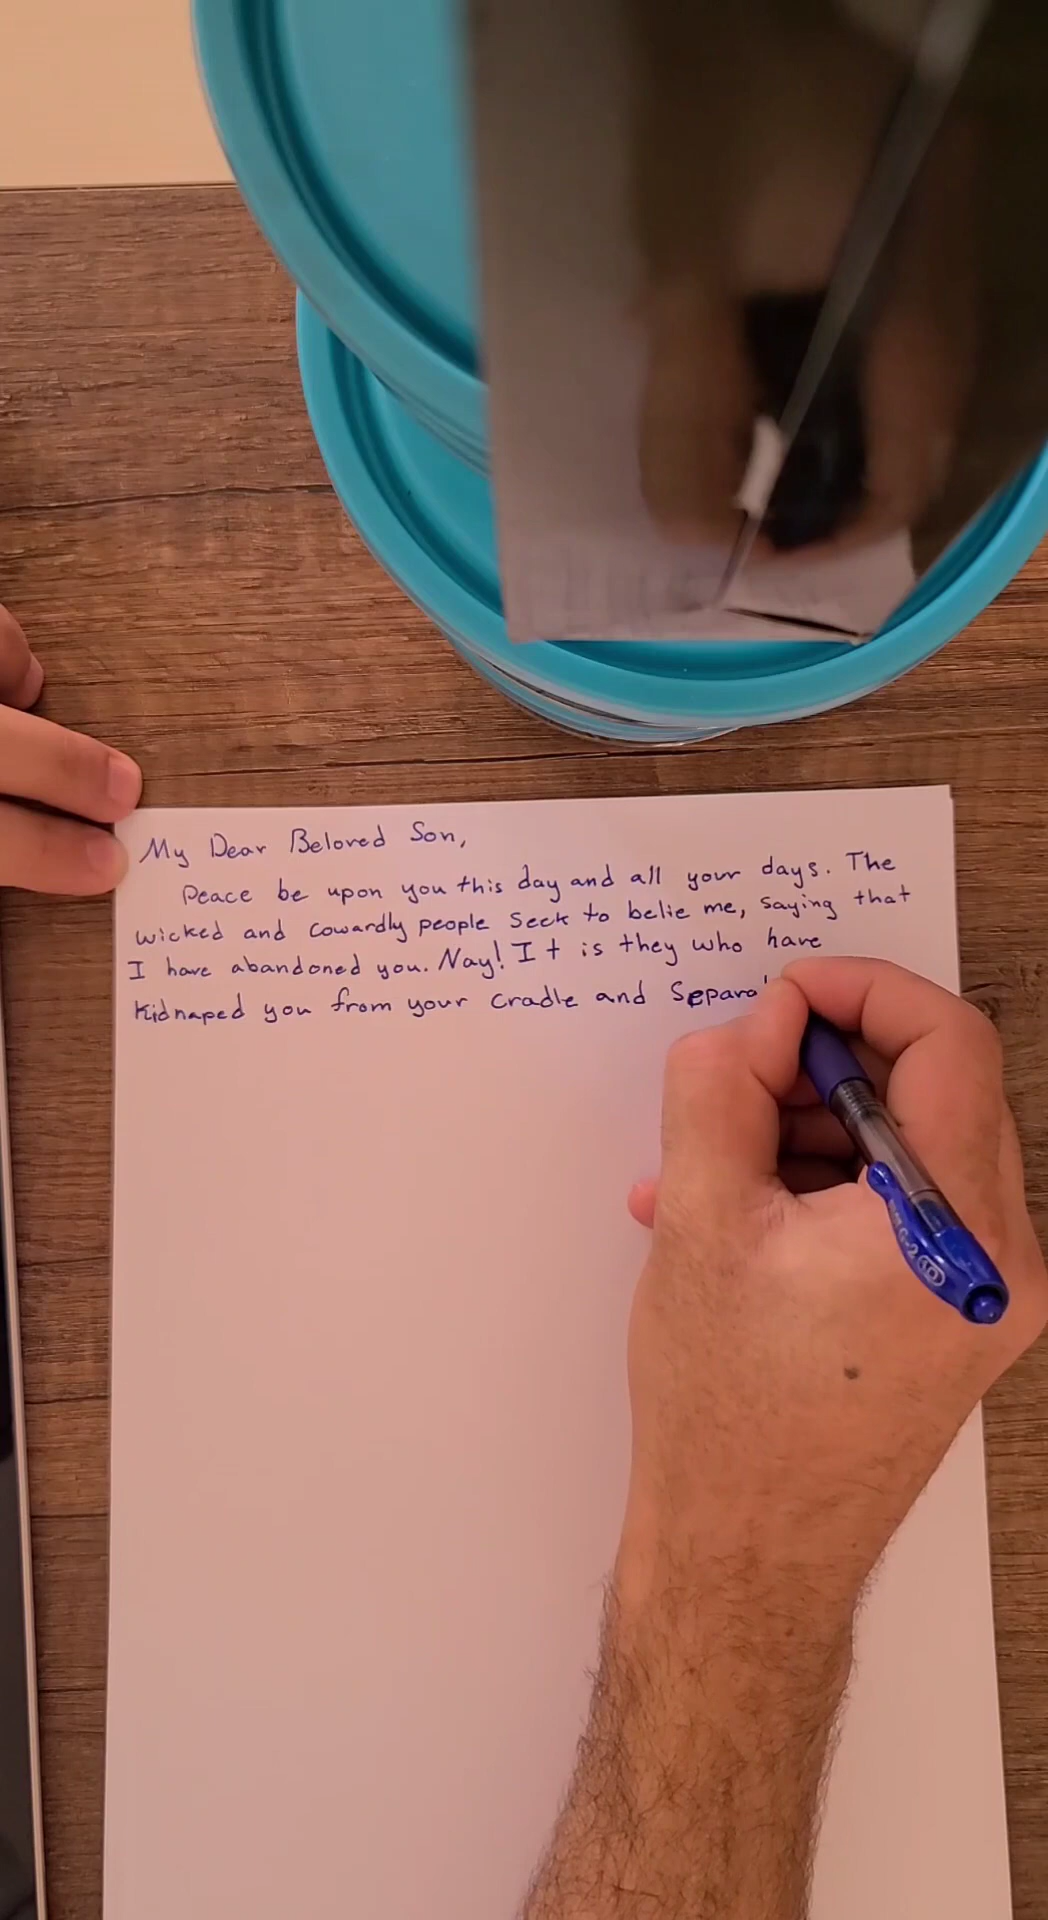 My Dear Beloved Son,
Peace be upon you this day and all your days. The
wicked and cowardly people seek to belie me, saying that
I have abandoned you. Nay! It is they who have
Kidnaped you from your cradle and
G-2 10